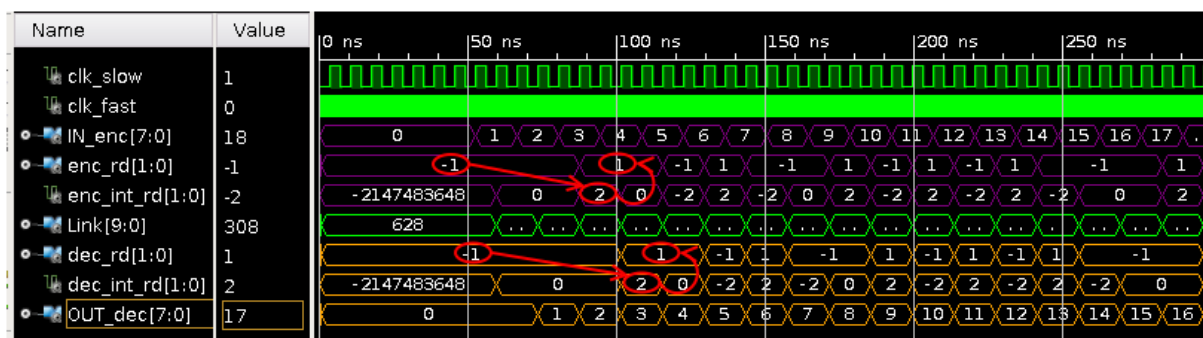 Name Value |0 ns |50 ns |100 ns |150 ns |200 ns |250 ns
clk_slow 1
clk_fast 0
IN_enc[7:0] 18 0 1 2 3 4 5 6 7 8 9 10 11 12 13 14 15 16 17 .
enc_rd[1:0] -1 -1 1 -1 1 -1 1 -1 1 -1 1 -1 1
enc_int_rd[1:0] -2 -2147483648 0 2 0 -2 2 -2 0 2 -2 2 -2 2 -2 0 2
Link[9:0] 308 628 .. .. .. .. .. .. .. .. .. .. .. .. .. .. .. .. ..
dec_rd[1:0] 1 -1 1 -1 1 -1 1 -1 1 -1 1 -1
dec_int_rd[1:0] 2 -2147483648 0 2 0 -2 2 -2 0 2 -2 2 -2 2 -2 0
OUT_dec[7:0] 17 0 1 2 3 4 5 6 7 8 9 10 11 12 13 14 15 16